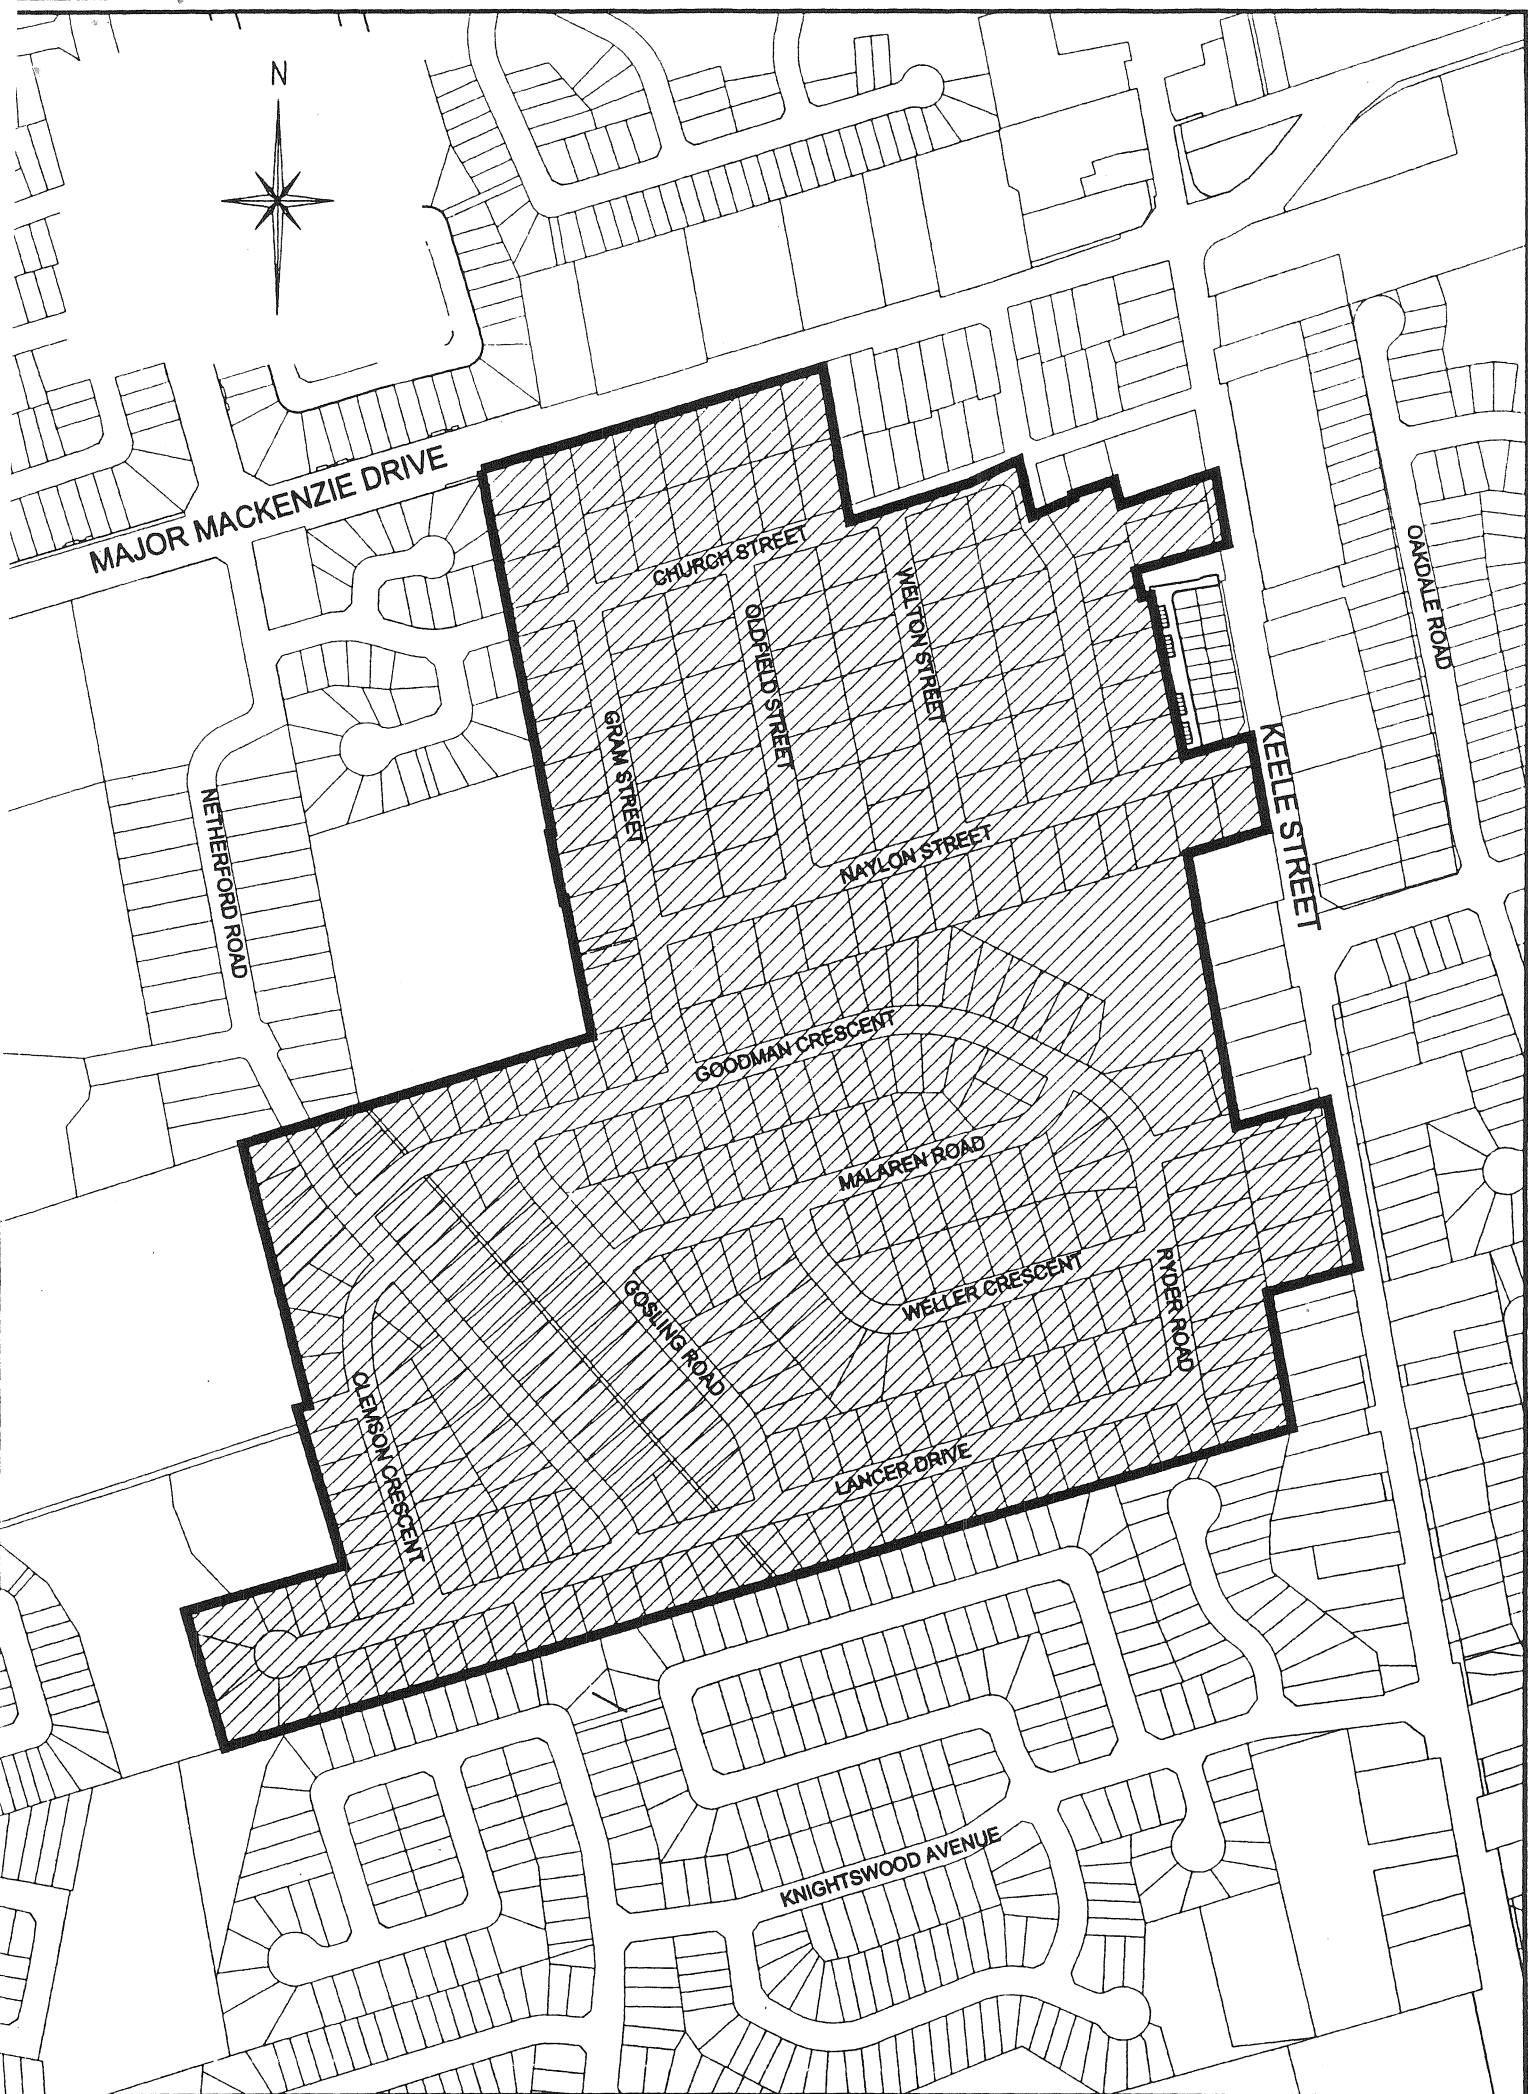 N
MAJOR MACKENZIE DRIVE
CHURCH STREET
WELTON STREET
OLDFIELD STREET
OAKDALE ROAD
GRAM STREET
KEELE STREET
NETHERFORD ROAD
NAYLON STREET
GOODMAN CRESCENT
MALAREN ROAD
RYDER ROAD
WELLER CRESCENT
GOSLING ROAD
CLEMSON CRESCENT
LANCER DRIVE
KNIGHTSWOOD AVENUE